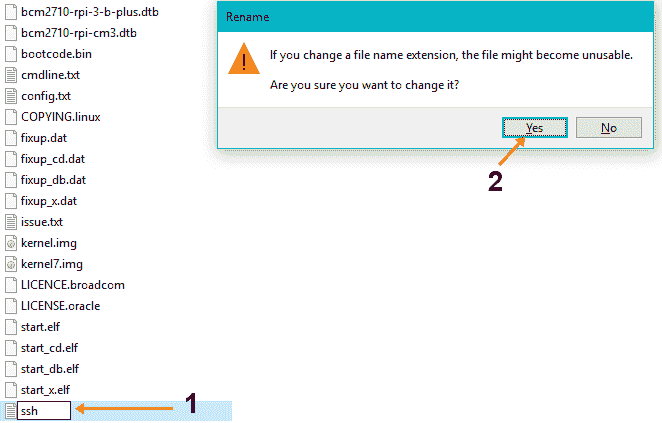 bcm2710-rpi-3-b-plus.dtb
bcm2710-rpi-cm3.dtb
bootcode.bin
cmdline.txt
config.txt
COPYING.linux
fixup.dat
fixup_cd.dat
fixup_db.dat
fixup_x.dat
issue.txt
kernel.img
kernel7.img
LICENCE.broadcom
LICENSE.oracle
start.elf
start_cd.elf
start_db.elf
start_x.elf
ssh
1
Rename
If you change a file name extension, the file might become unusable.
Are you sure you want to change it?
Yes No
2